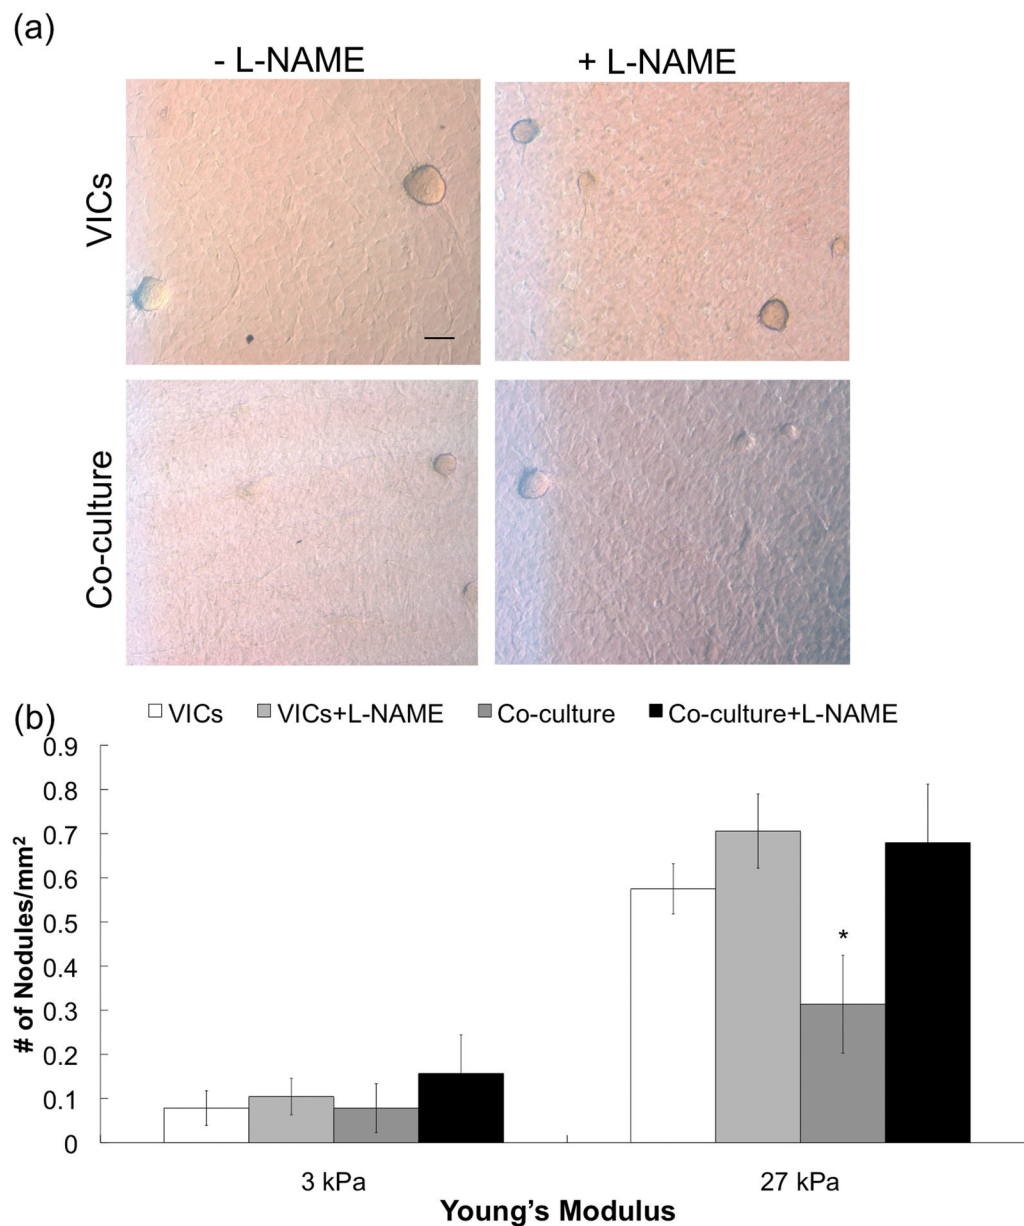 (a)
- L-NAME
+ L-NAME
VICs
Co-culture
(b)
VICs VICs+L-NAME Co-culture Co-culture+L-NAME
# of Nodules/mm²
0.9
0.8
0.7
0.6
0.5
0.4
0.3
0.2
0.1
0
*
3 kPa
27 kPa
Young's Modulus